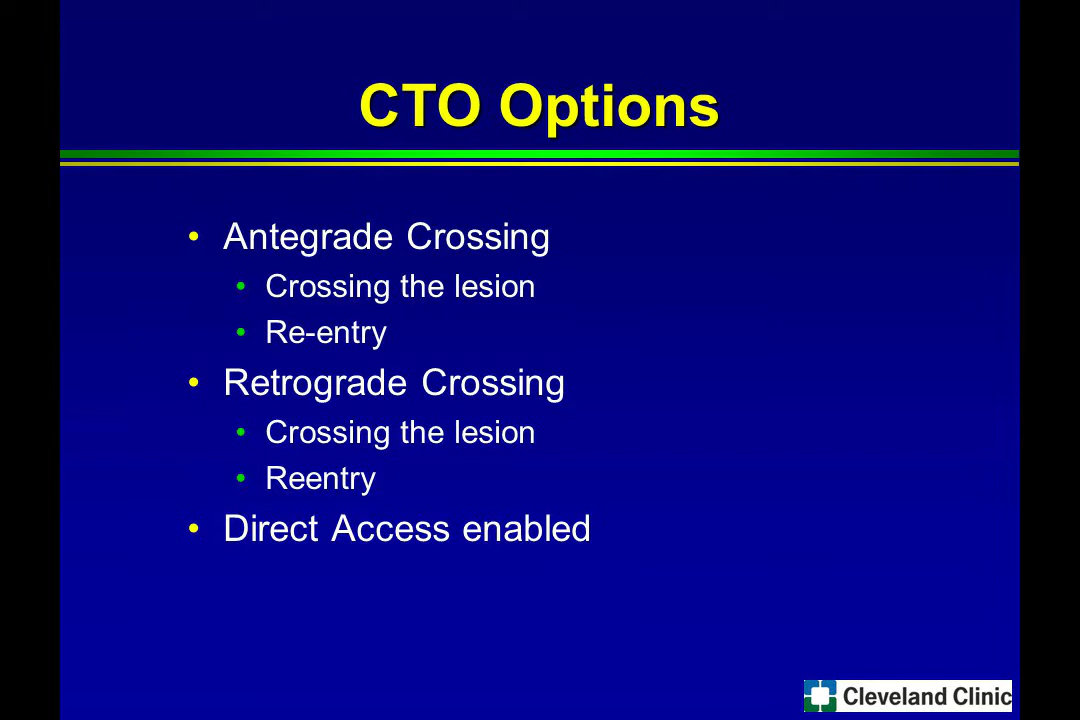 CTO Options
• Antegrade Crossing
• Crossing the lesion
• Re-entry
• Retrograde Crossing
• Crossing the lesion
• Reentry
• Direct Access enabled
Cleveland Clinic